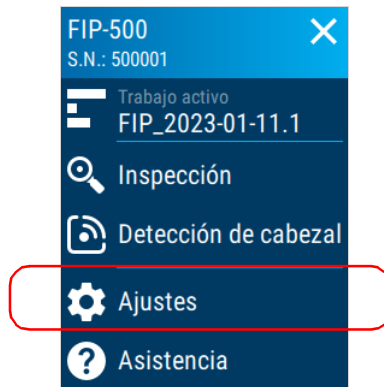 FIP-500
S.N.: 500001
Trabajo activo
FIP_2023-01-11.1
Inspección
Detección de cabezal
Ajustes
Asistencia